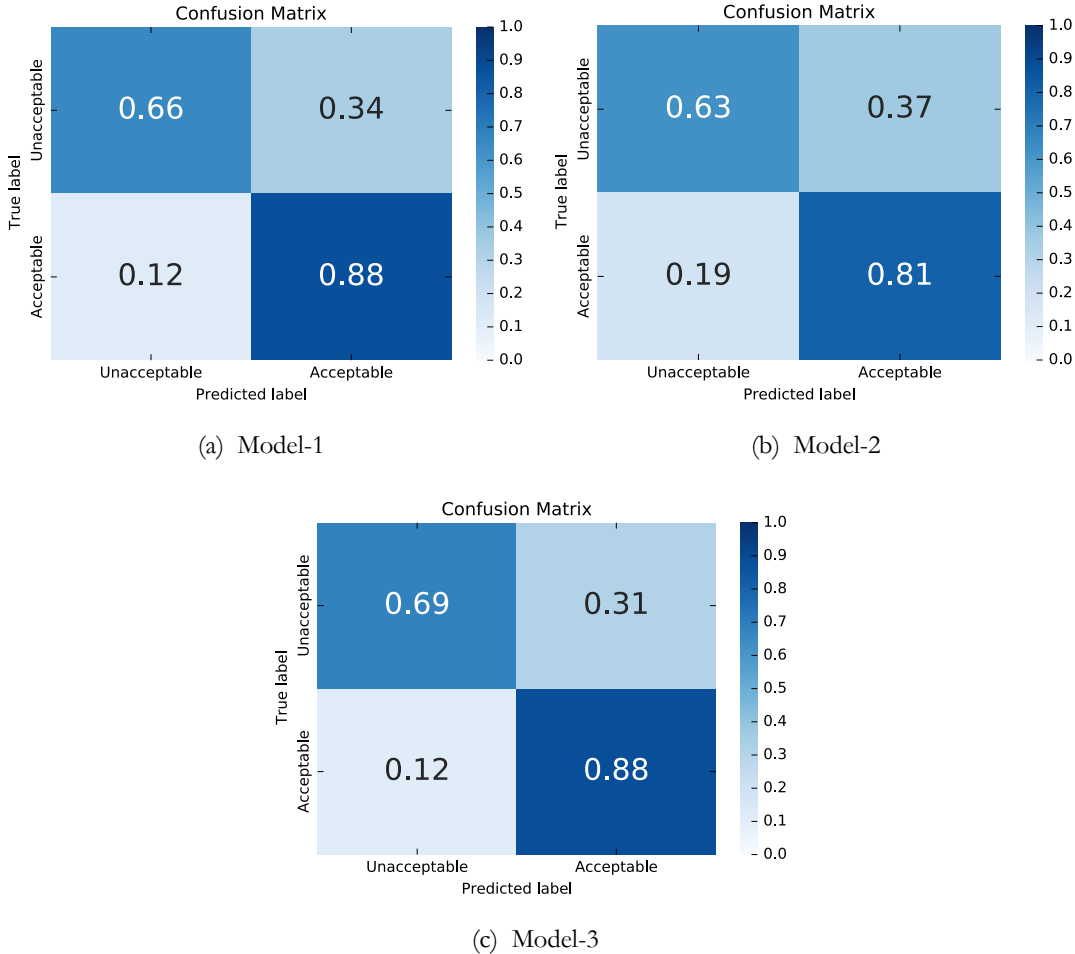 Confusion Matrix
1.0
0.9
0.8
0.7
0.6
0.5
0.4
0.3
0.2
0.1
0.0
True label
Unacceptable
Acceptable
0.66 0.34
0.12 0.88
Unacceptable Acceptable
Predicted label
(a) Model-1
Confusion Matrix
1.0
0.9
0.8
0.7
0.6
0.5
0.4
0.3
0.2
0.1
0.0
True label
Unacceptable
Acceptable
0.63 0.37
0.19 0.81
Unacceptable Acceptable
Predicted label
(b) Model-2
Confusion Matrix
1.0
0.9
0.8
0.7
0.6
0.5
0.4
0.3
0.2
0.1
0.0
True label
Unacceptable
Acceptable
0.69 0.31
0.12 0.88
Unacceptable Acceptable
Predicted label
(c) Model-3